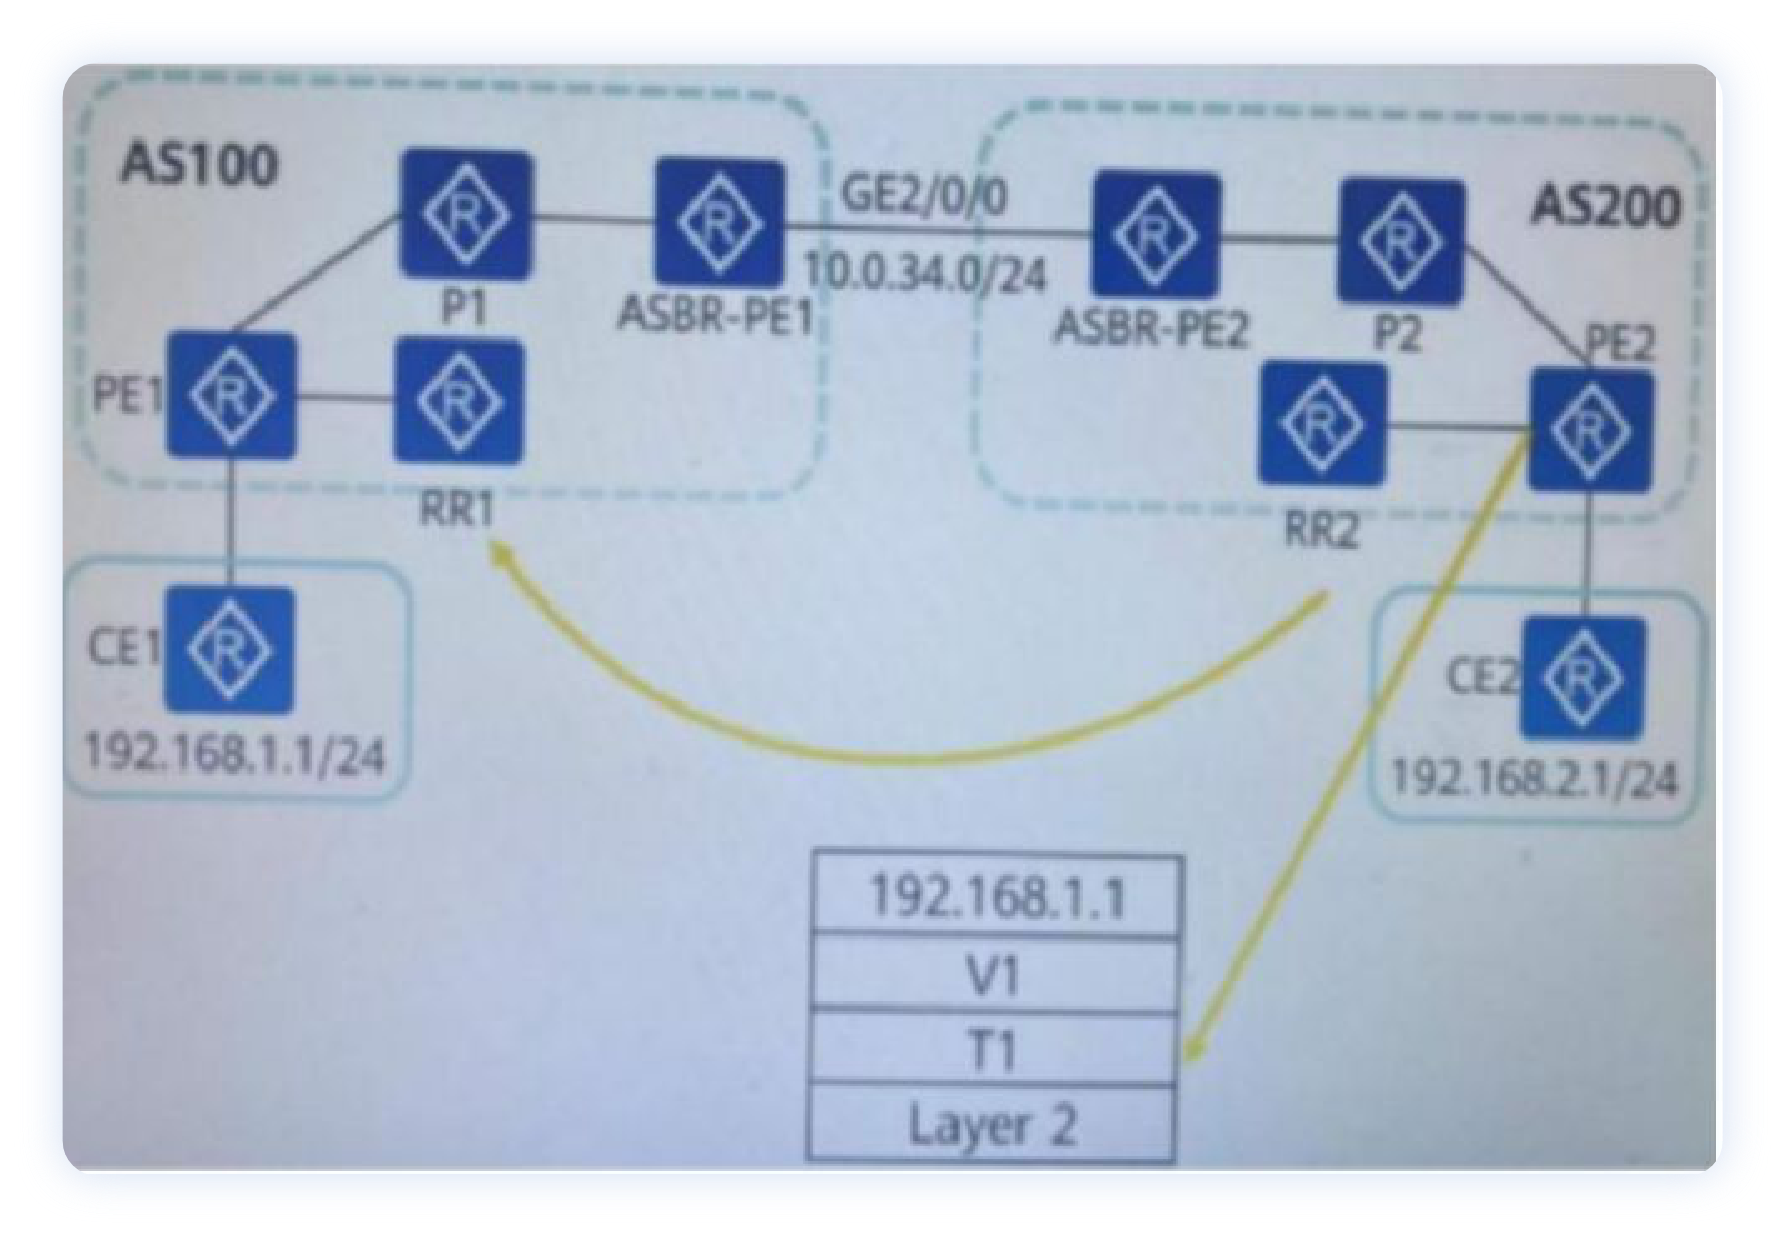 AS100
GE2/0/0
AS200
10.0.34.0/24
P1
ASBR-PE1
ASBR-PE2
P2
PE2
PE1
RR1
RR2
CE1
CE2
192.168.1.1/24
192.168.2.1/24
192.168.1.1
V1
T1
Layer 2
R
R
R
R
R
R
R
R
R
R